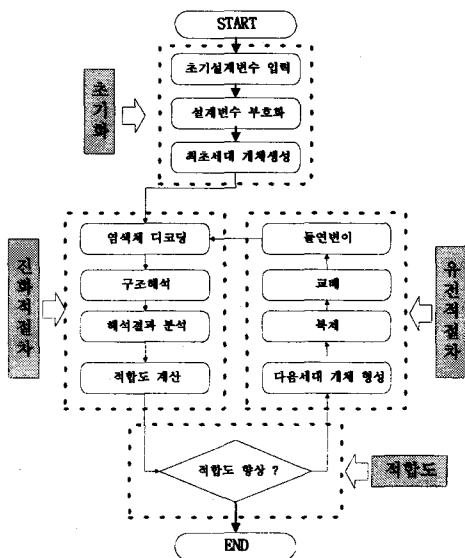 START
초기설계변수 입력
설계변수 부호화
최초세대 개체생성
초기화
염색체 디코딩
구조해석
해석결과 분석
적합도 계산
진화적절차
돌연변이
교배
복제
다음세대 개체 형성
유전적절차
적합도 향상 ?
적합도
END